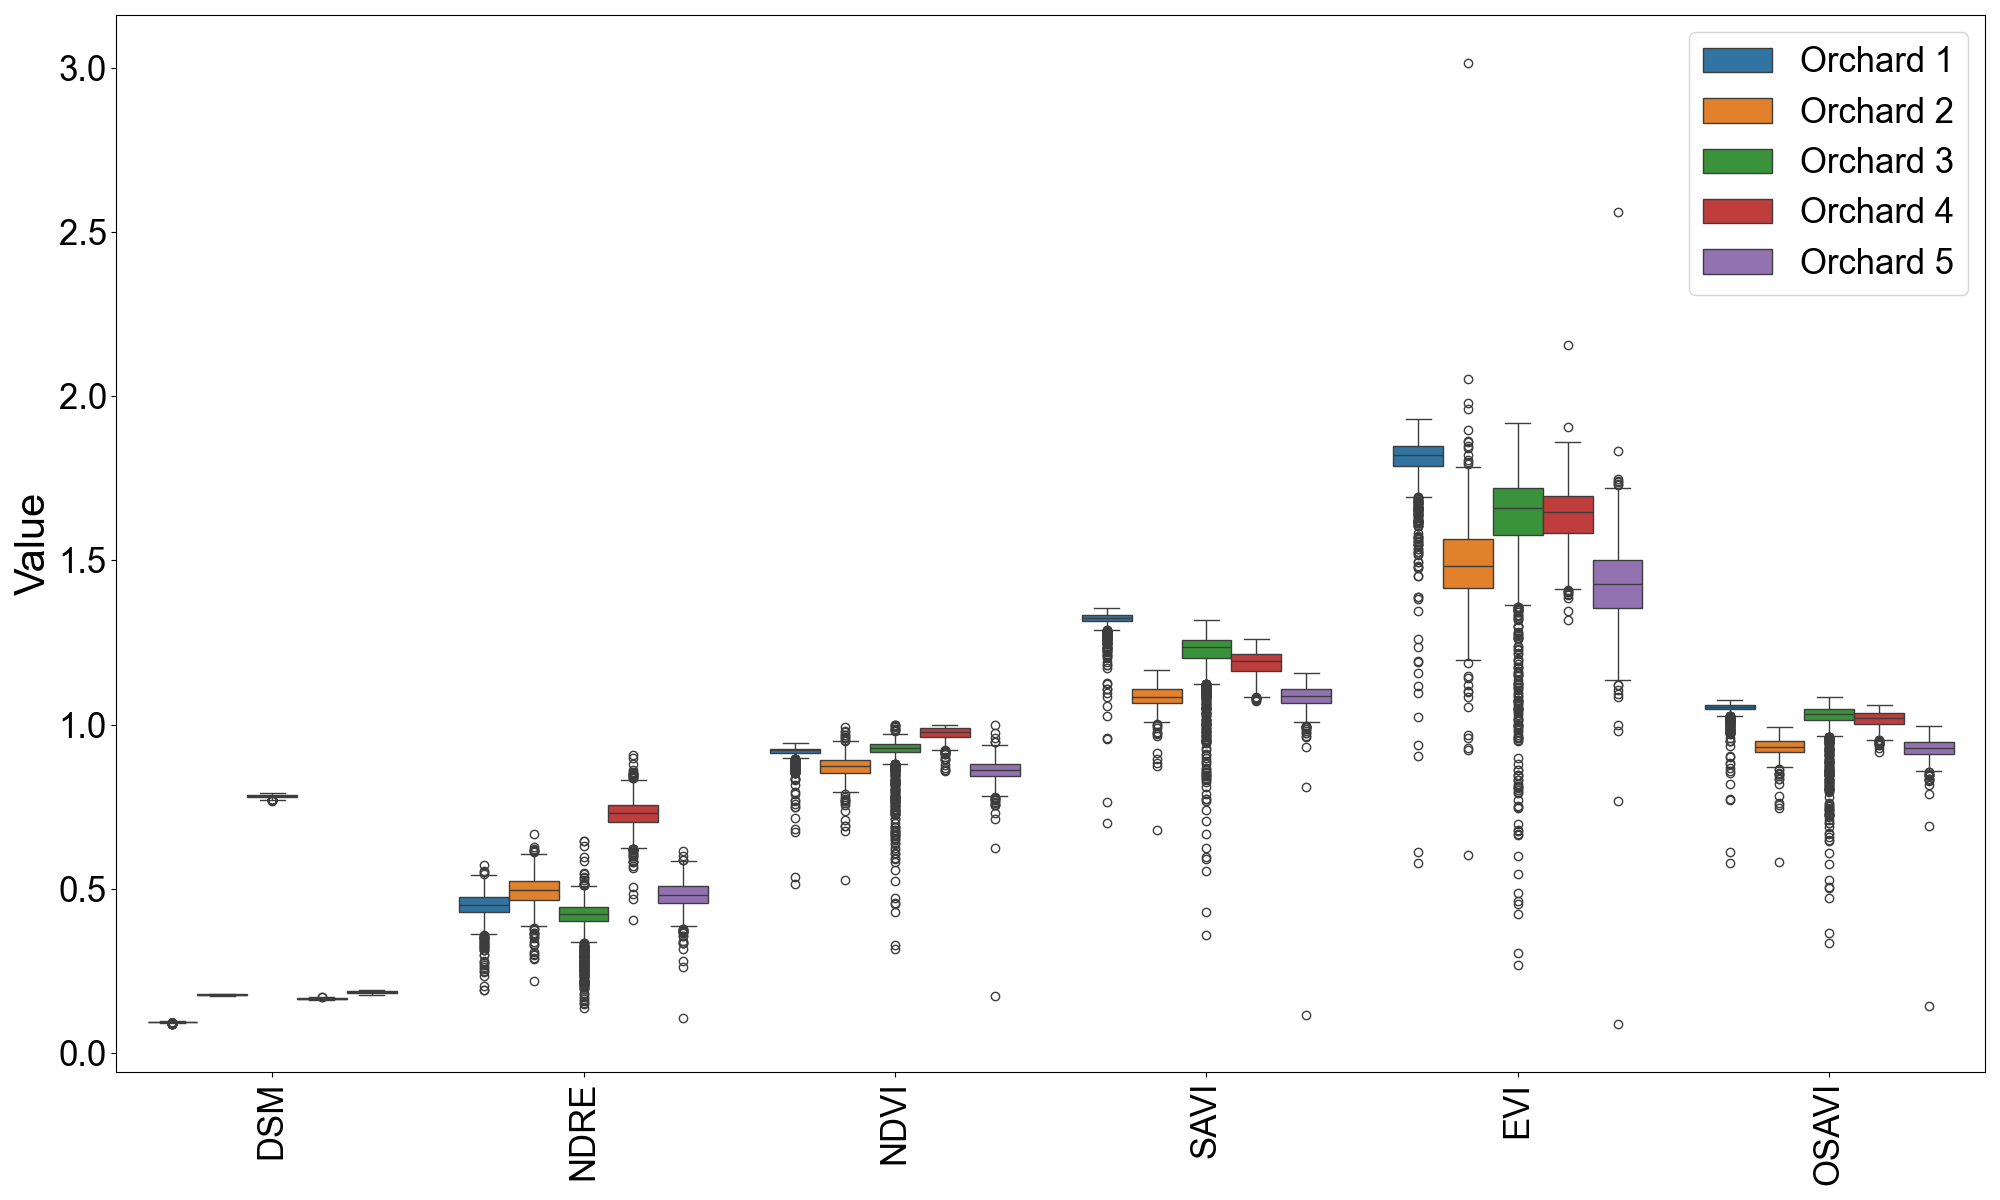 Value
3.0
2.5
2.0
1.5
1.0
0.5
0.0
Orchard 1
Orchard 2
Orchard 3
Orchard 4
Orchard 5
DSM
NDRE
NDVI
SAVI
EVI
OSAVI